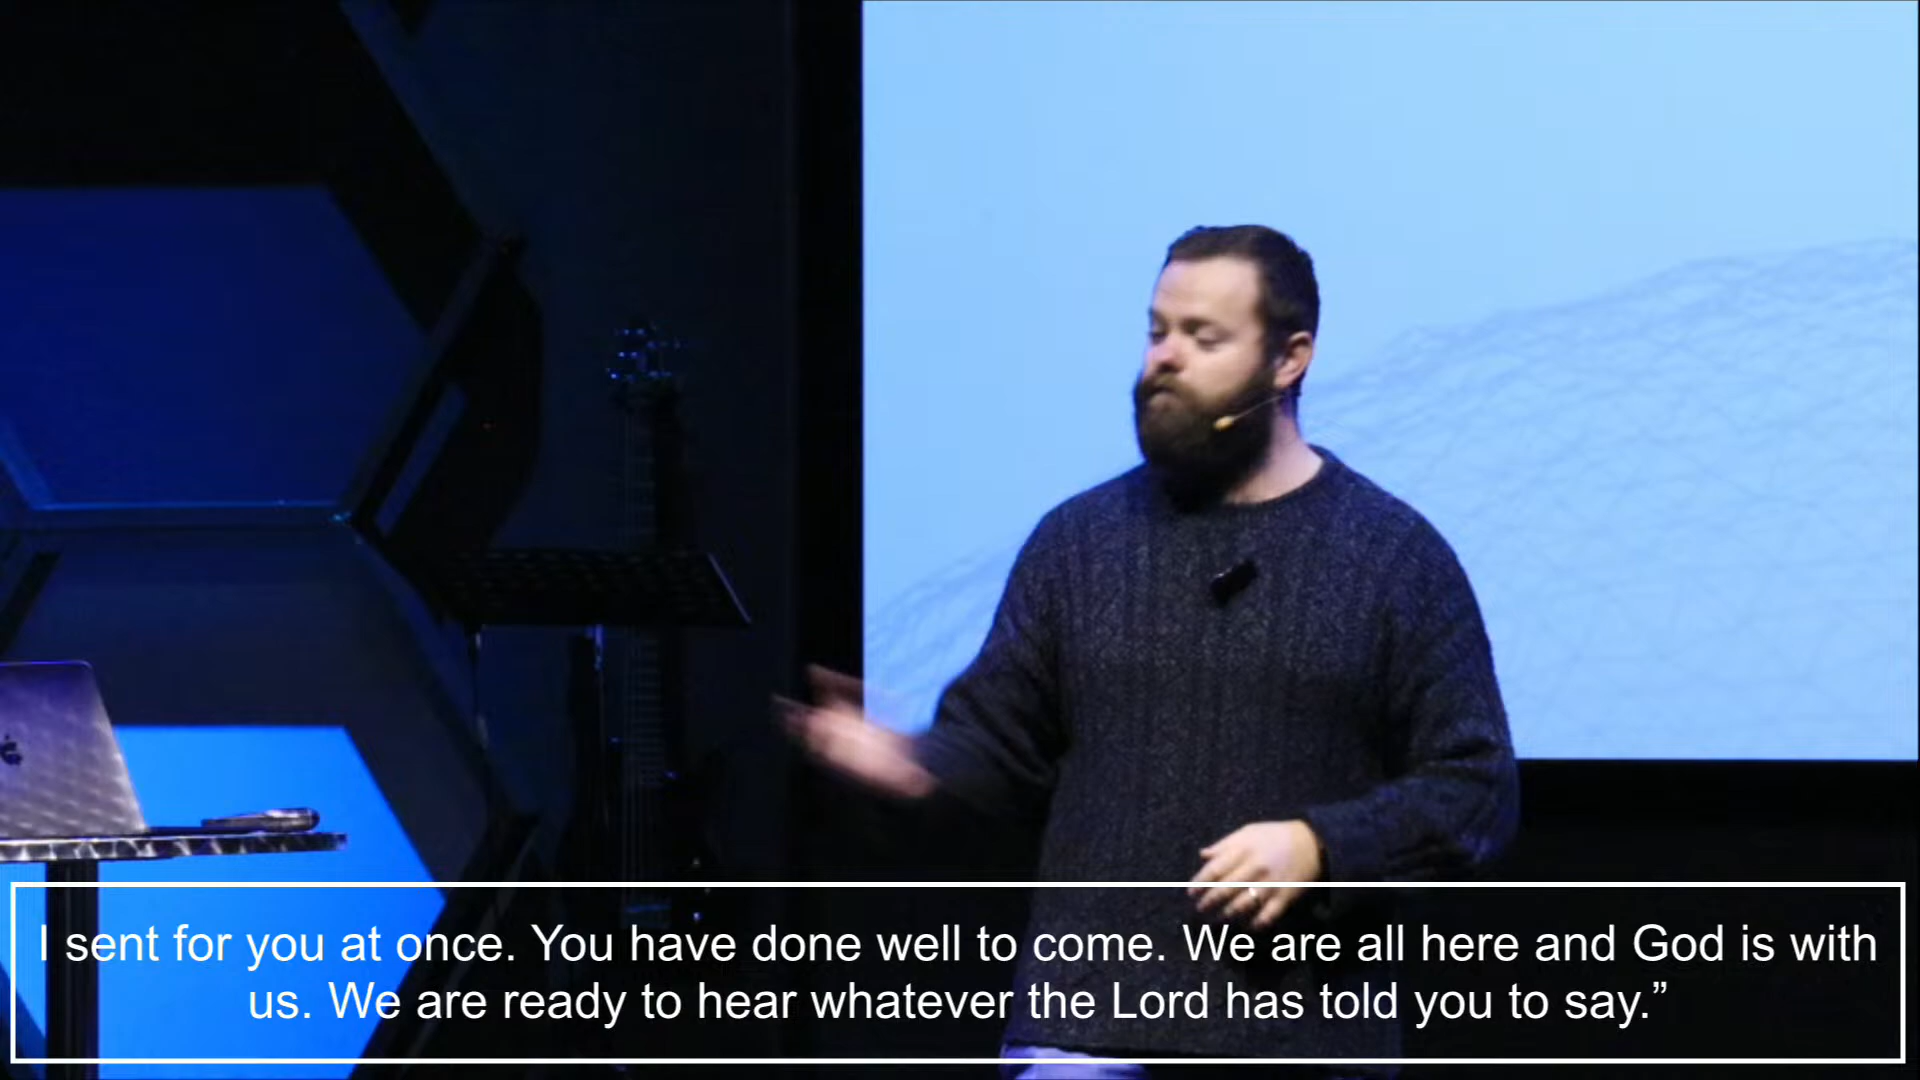 I sent for you at once. You have done well to come. We are all here and God is with
us. We are ready to hear whatever the Lord has told you to say.”